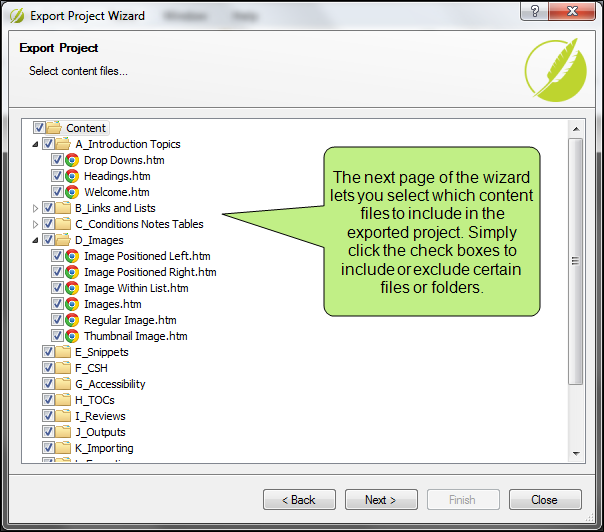 Export Project Wizard
Window Help
Export Project
Select content files...
Content
A_Introduction Topics
Drop Downs.htm
Headings.htm
Welcome.htm
B_Links and Lists
C_Conditions Notes Tables
D_Images
Image Positioned Left.htm
Image Positioned Right.htm
Image Within List.htm
Images.htm
Regular Image.htm
Thumbnail Image.htm
E_Snippets
F_CSH
G_Accessibility
H_TOCs
I_Reviews
J_Outputs
K_Importing
The next page of the wizard
lets you select which content
files to include in the
exported project. Simply
click the check boxes to
include or exclude certain
files or folders.
< Back
Next >
Finish
Close